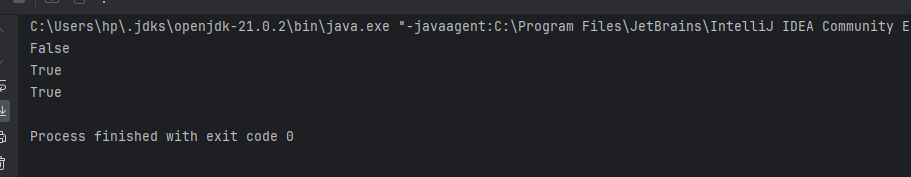 C:\Users\hp\.jdks\openjdk-21.0.2\bin\java.exe "-javaagent:C:\Program Files\JetBrains\IntelliJ IDEA Community E
False
True
True
Process finished with exit code 0